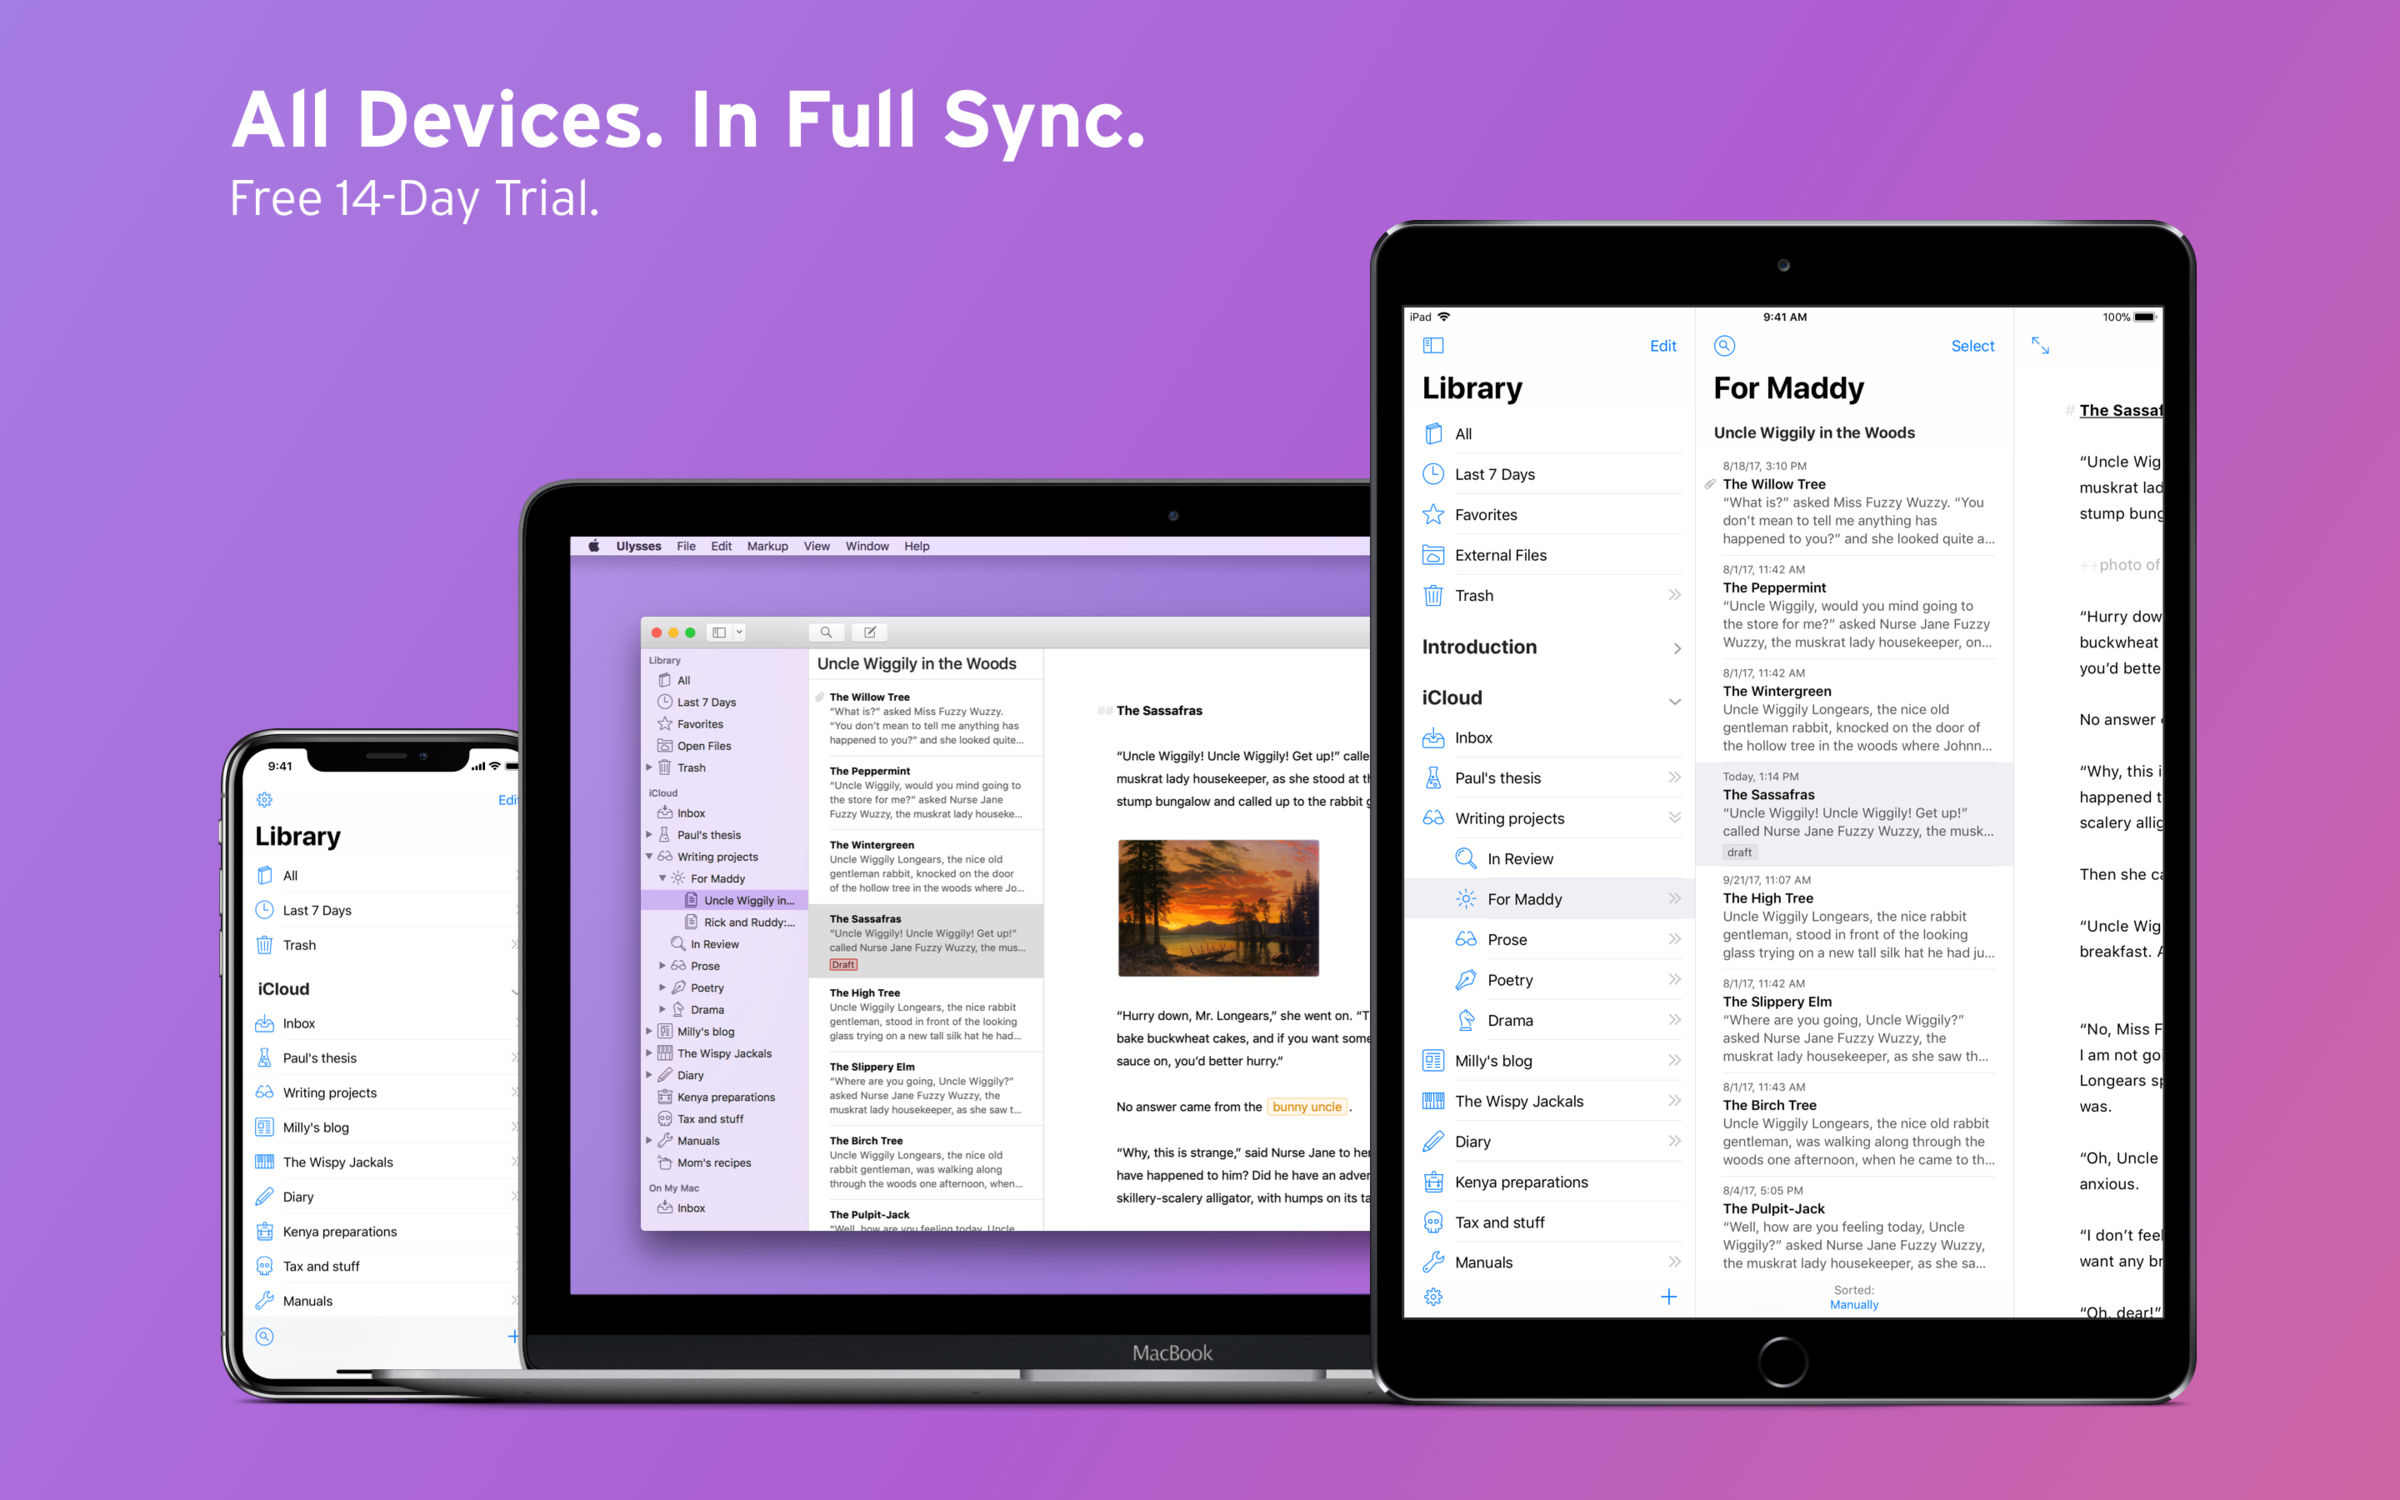 All Devices. In Full Sync.
Free 14-Day Trial.
9:41
Edit
Library
All
Last 7 Days
Trash
iCloud
Inbox
Paul's thesis
Writing projects
Milly's blog
The Wispy Jackals
Diary
Kenya preparations
Tax and stuff
Manuals
Ulysses File Edit Markup View Window Help
Library
All
Last 7 Days
Favorites
Open Files
Trash
iCloud
Inbox
Paul's thesis
Writing projects
For Maddy
Uncle Wiggily in...
Rick and Ruddy:...
In Review
Prose
Poetry
Drama
Milly's blog
The Wispy Jackals
Diary
Kenya preparations
Tax and stuff
Manuals
Mom's recipes
On My Mac
Inbox
Uncle Wiggily in the Woods
The Willow Tree
“What is?” asked Miss Fuzzy Wuzzy.
“You don’t mean to tell me anything has
happened to you?” and she looked quite...
The Peppermint
“Uncle Wiggily, would you mind going to
the store for me?” asked Nurse Jane
Fuzzy Wuzzy, the muskrat lady houseke...
The Wintergreen
Uncle Wiggily Longears, the nice old
gentleman rabbit, knocked on the door
of the hollow tree in the woods where Jo...
The Sassafras
“Uncle Wiggily! Uncle Wiggily! Get up!”
called Nurse Jane Fuzzy Wuzzy, the mus...
Draft
The High Tree
Uncle Wiggily Longears, the nice rabbit
gentleman, stood in front of the looking
glass trying on a new tall silk hat he had...
The Slippery Elm
“Where are you going, Uncle Wiggily?”
asked Nurse Jane Fuzzy Wuzzy, the
muskrat lady housekeeper, as she saw t...
The Birch Tree
Uncle Wiggily Longears, the nice old
rabbit gentleman, was walking along
through the woods one afternoon, when...
The Pulpit-Jack
“Well, how are you feeling today, Uncle
## The Sassafras
“Uncle Wiggily! Uncle Wiggily! Get up!” calle
muskrat lady housekeeper, as she stood at th
stump bungalow and called up to the rabbit g
“Hurry down, Mr. Longears,” she went on. “T
bake buckwheat cakes, and if you want some
sauce on, you’d better hurry.”
No answer came from the bunny uncle .
“Why, this is strange,” said Nurse Jane to her
have happened to him? Did he have an adven
skillery-scalery alligator, with humps on its ta
MacBook
iPad 9:41 AM 100%
Edit
Library
All
Last 7 Days
Favorites
External Files
Trash
Introduction
iCloud
Inbox
Paul's thesis
Writing projects
In Review
For Maddy
Prose
Poetry
Drama
Milly's blog
The Wispy Jackals
Diary
Kenya preparations
Tax and stuff
Manuals
Select
For Maddy
Uncle Wiggily in the Woods
8/18/17, 3:10 PM
The Willow Tree
“What is?” asked Miss Fuzzy Wuzzy. “You
don’t mean to tell me anything has
happened to you?” and she looked quite a...
8/1/17, 11:42 AM
The Peppermint
“Uncle Wiggily, would you mind going to
the store for me?” asked Nurse Jane Fuzzy
Wuzzy, the muskrat lady housekeeper, on...
8/1/17, 11:42 AM
The Wintergreen
Uncle Wiggily Longears, the nice old
gentleman rabbit, knocked on the door of
the hollow tree in the woods where Johnn...
Today, 1:14 PM
The Sassafras
“Uncle Wiggily! Uncle Wiggily! Get up!”
called Nurse Jane Fuzzy Wuzzy, the musk...
draft
9/21/17, 11:07 AM
The High Tree
Uncle Wiggily Longears, the nice rabbit
gentleman, stood in front of the looking
glass trying on a new tall silk hat he had ju...
8/1/17, 11:42 AM
The Slippery Elm
“Where are you going, Uncle Wiggily?”
asked Nurse Jane Fuzzy Wuzzy, the
muskrat lady housekeeper, as she saw th...
8/1/17, 11:43 AM
The Birch Tree
Uncle Wiggily Longears, the nice old rabbit
gentleman, was walking along through the
woods one afternoon, when he came to th...
8/4/17, 5:05 PM
The Pulpit-Jack
“Well, how are you feeling today, Uncle
Wiggily?” asked Nurse Jane Fuzzy Wuzzy,
the muskrat lady housekeeper, as she sa...
Sorted:
Manually
# The Sassaf
“Uncle Wig
muskrat lad
stump bung
++photo of
“Hurry dow
buckwheat
you’d bette
No answer
“Why, this i
happened t
scalery allig
Then she ca
“Uncle Wig
breakfast. A
“No, Miss F
I am not goi
Longears sp
was.
“Oh, Uncle
anxious.
“I don’t feel
want any br
“Oh, dear!”